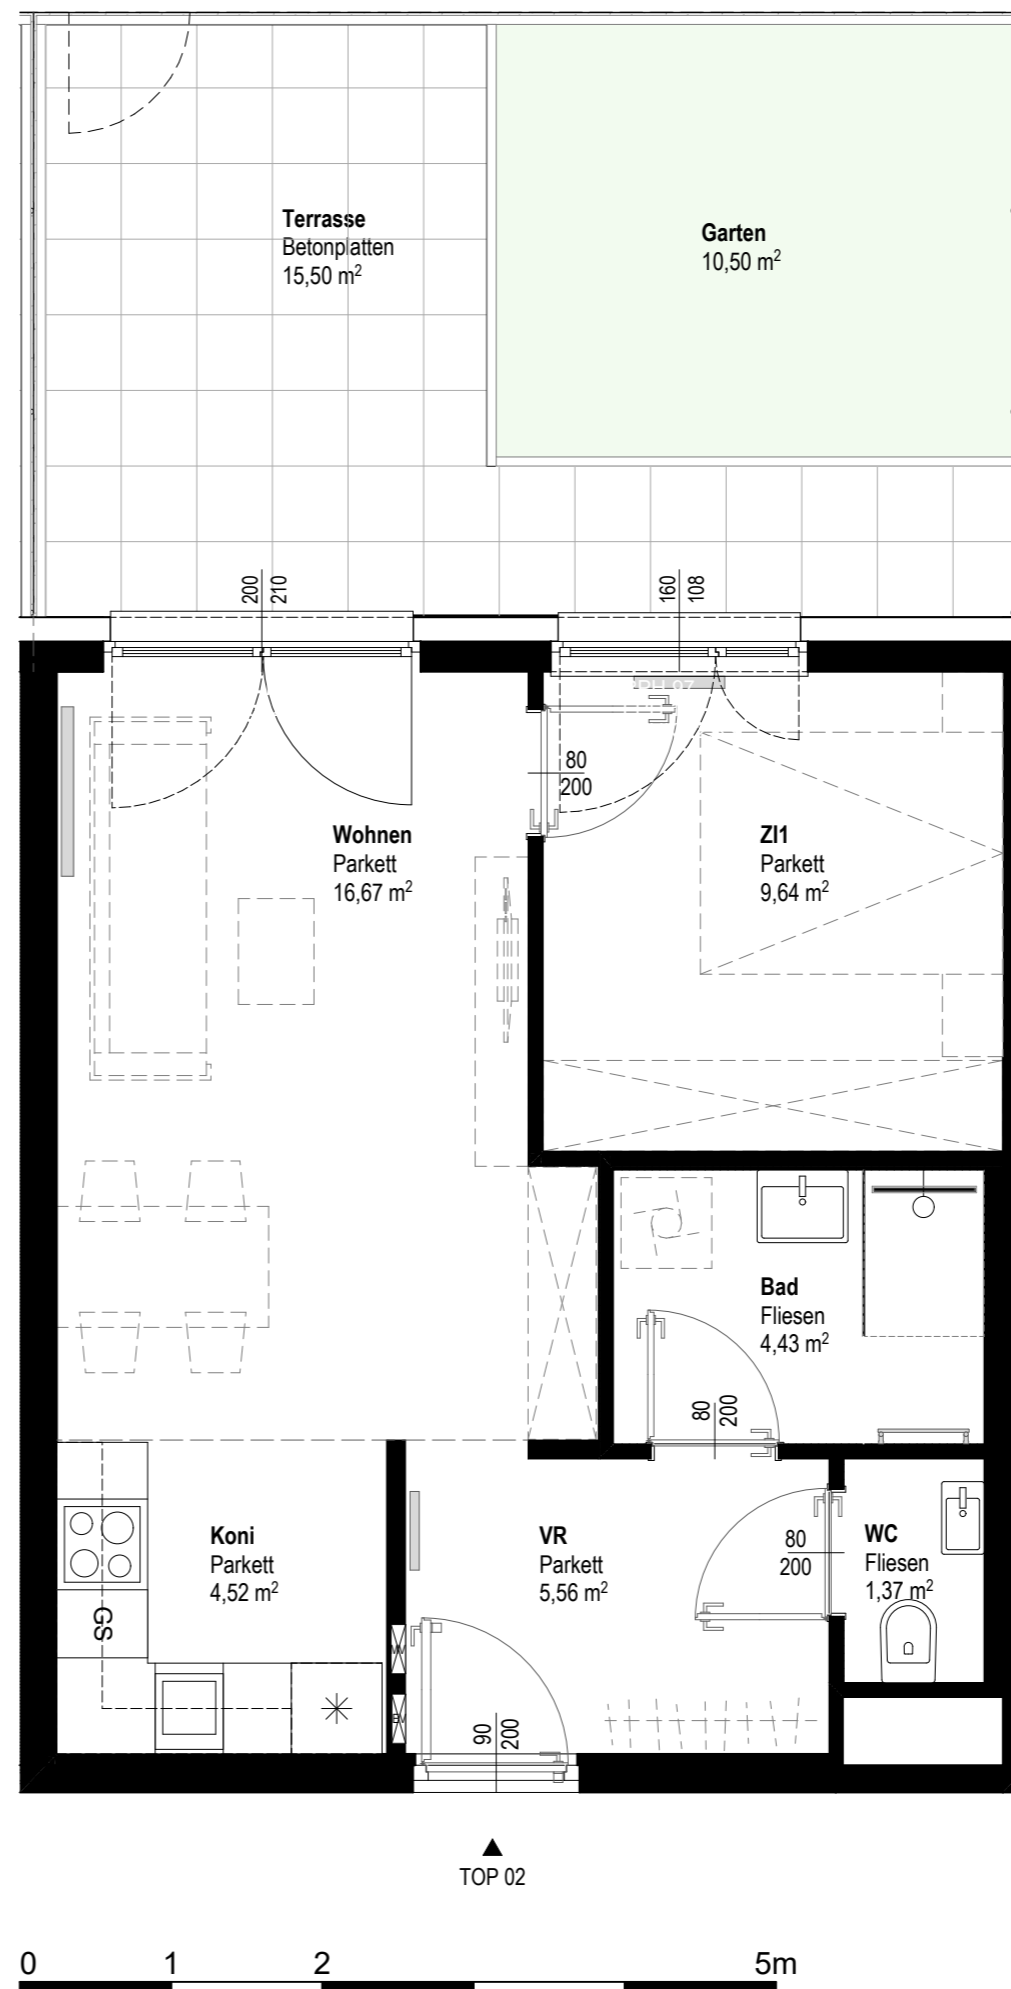 Terrasse
Betonplatten
15,50 m²
Garten
10,50 m²
200
210
160
108
80
200
Wohnen
Parkett
16,67 m²
ZI1
Parkett
9,64 m²
Bad
Fliesen
4,43 m²
80
200
Koni
Parkett
4,52 m²
GS
VR
Parkett
5,56 m²
80
200
WC
Fliesen
1,37 m²
90
200
TOP 02
0 1 2 5m